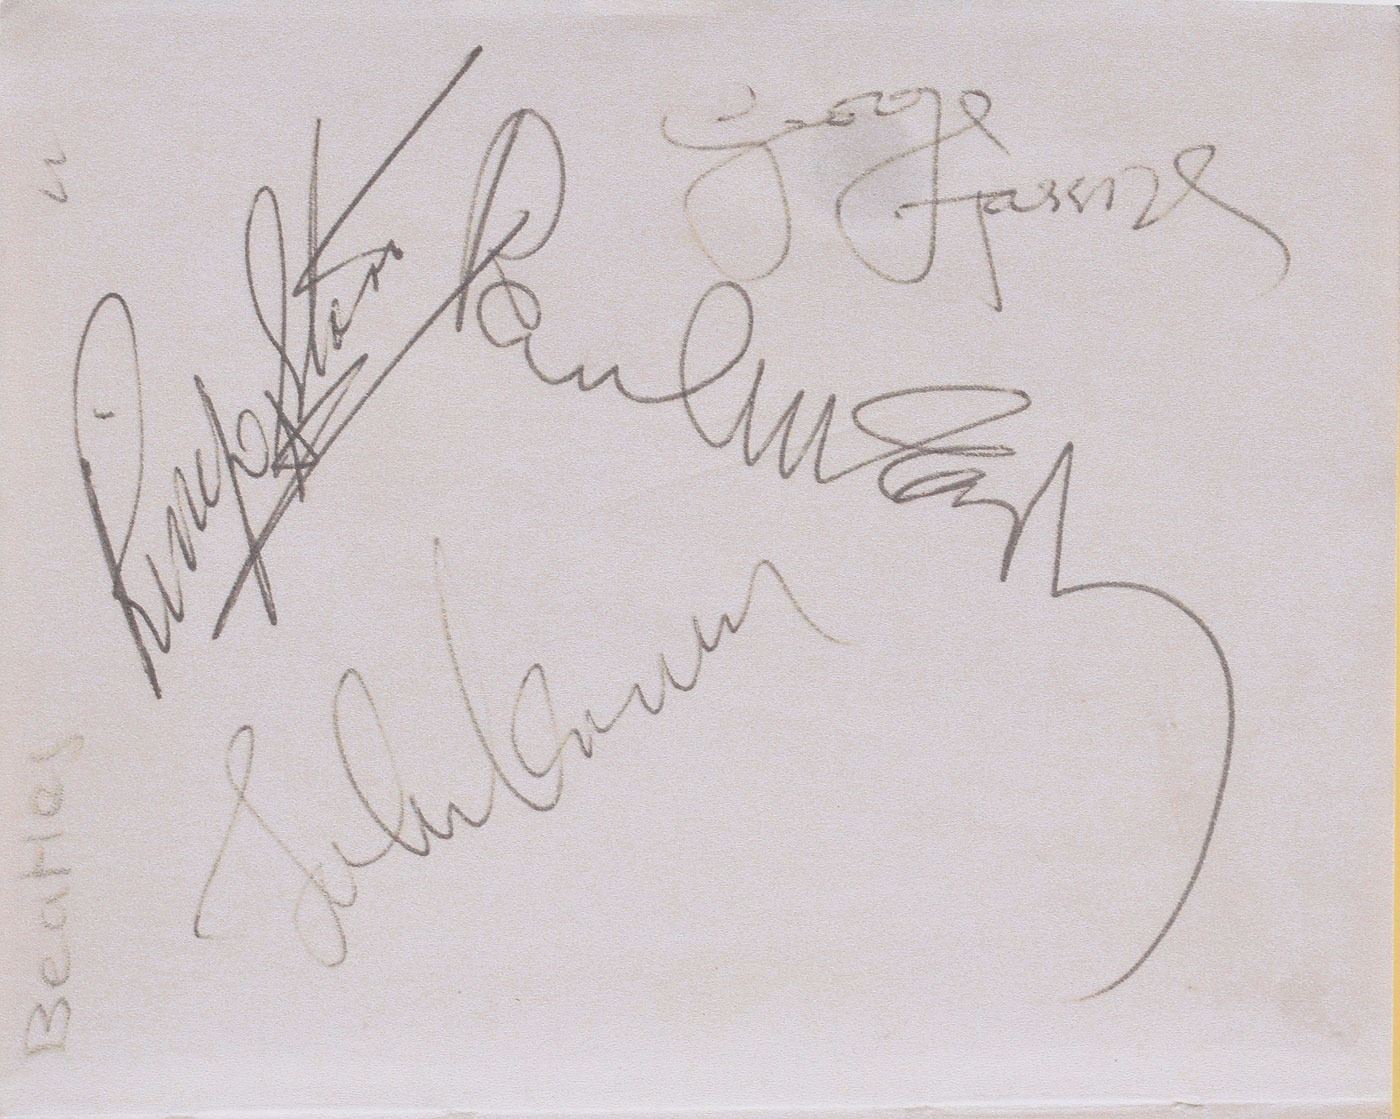 Ringo Starr
Paul McCartney
George Harrison
John Lennon
Beatles